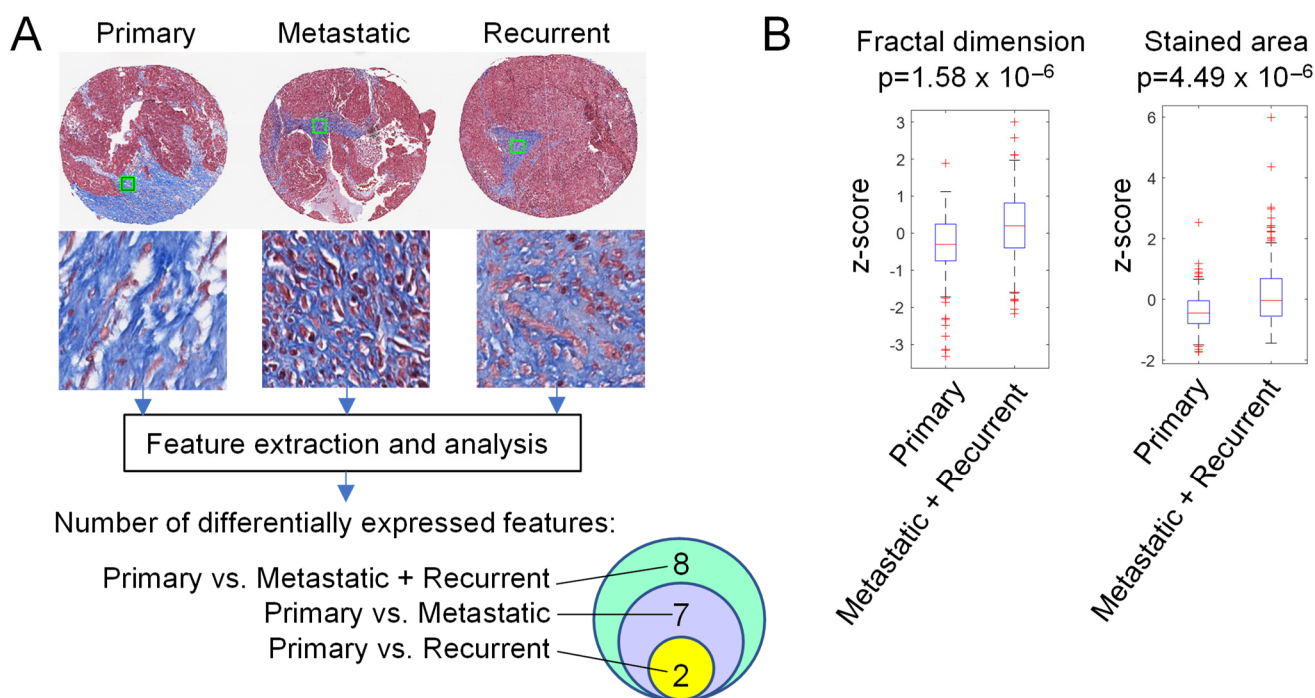 A
Primary
Metastatic
Recurrent
Feature extraction and analysis
Number of differentially expressed features:
Primary vs. Metastatic + Recurrent
8
Primary vs. Metastatic
7
Primary vs. Recurrent
2
B
Fractal dimension
p=1.58 x 10⁻⁶
z-score
3
2
1
0
-1
-2
-3
Primary
Metastatic + Recurrent
Stained area
p=4.49 x 10⁻⁶
z-score
6
4
2
0
-2
Primary
Metastatic + Recurrent